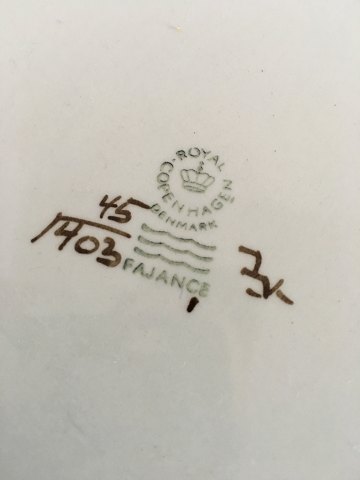 ROYAL COPENHAGEN
DENMARK
45
1403
FAJANCE